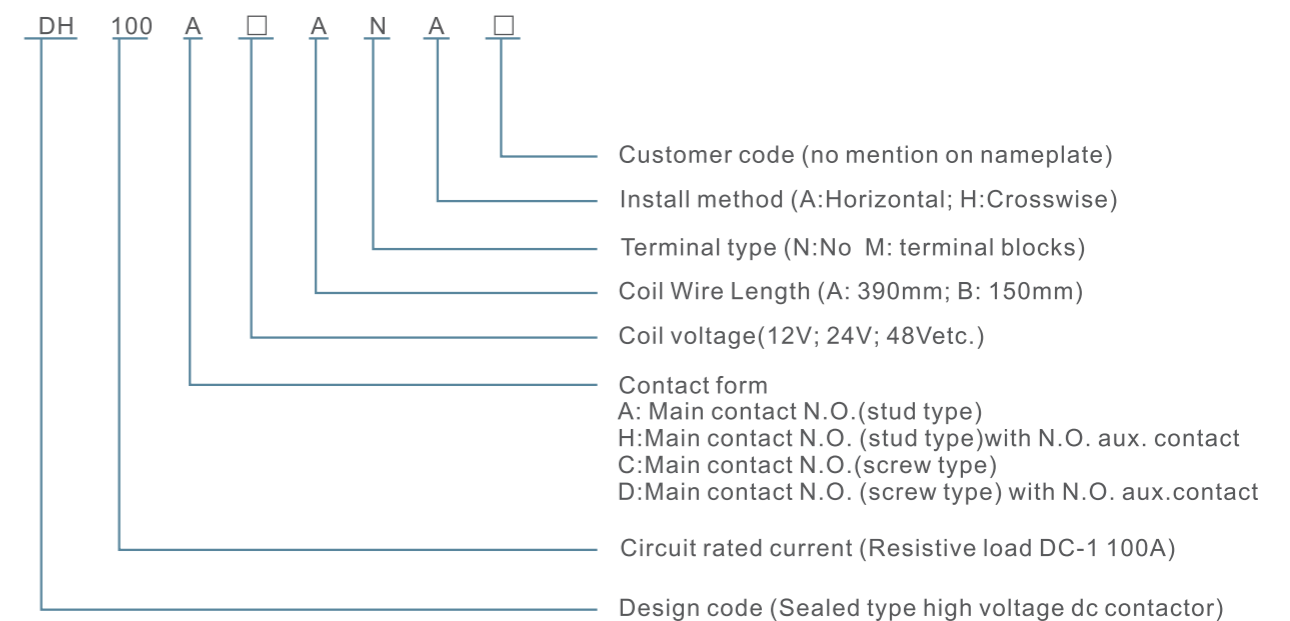 DH 100 A □ A N A □
Customer code (no mention on nameplate)
Install method (A:Horizontal; H:Crosswise)
Terminal type (N:No M: terminal blocks)
Coil Wire Length (A: 390mm; B: 150mm)
Coil voltage(12V; 24V; 48Vetc.)
Contact form
A: Main contact N.O.(stud type)
H:Main contact N.O. (stud type)with N.O. aux. contact
C:Main contact N.O.(screw type)
D:Main contact N.O. (screw type) with N.O. aux.contact
Circuit rated current (Resistive load DC-1 100A)
Design code (Sealed type high voltage dc contactor)